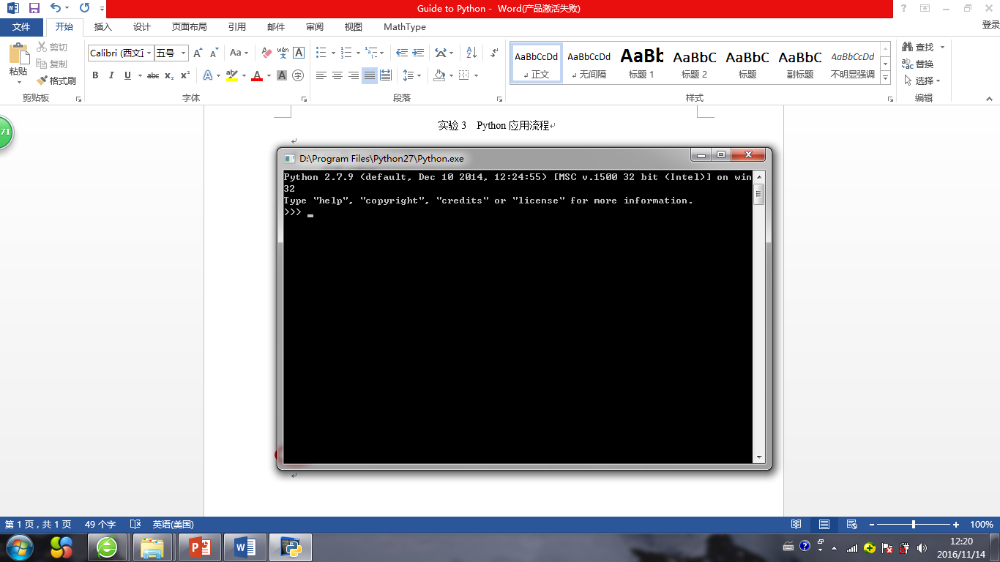 Guide to Python - Word(产品激活失败)
文件 开始 插入 设计 页面布局 引用 邮件 审阅 视图 MathType 登录
粘贴 剪切 复制 格式刷
Calibri (西文正 五号 Aa wén A
B I U abc x₂ x² A ab A A 字
AaBbCcDd AaBbCcDd AaBb AaBbC AaBbC AaBbC AaBbCcDd
正文 无间隔 标题 1 标题 2 标题 副标题 不明显强调
查找 替换 选择
剪贴板 字体 段落 样式 编辑
71
实验 3 Python 应用流程
D:\Program Files\Python27\Python.exe
Python 2.7.9 (default, Dec 10 2014, 12:24:55) [MSC v.1500 32 bit (Intel)] on win
32
Type "help", "copyright", "credits" or "license" for more information.
>>> _
第 1 页，共 1 页 49 个字 英语(美国) 100%
12:20
2016/11/14